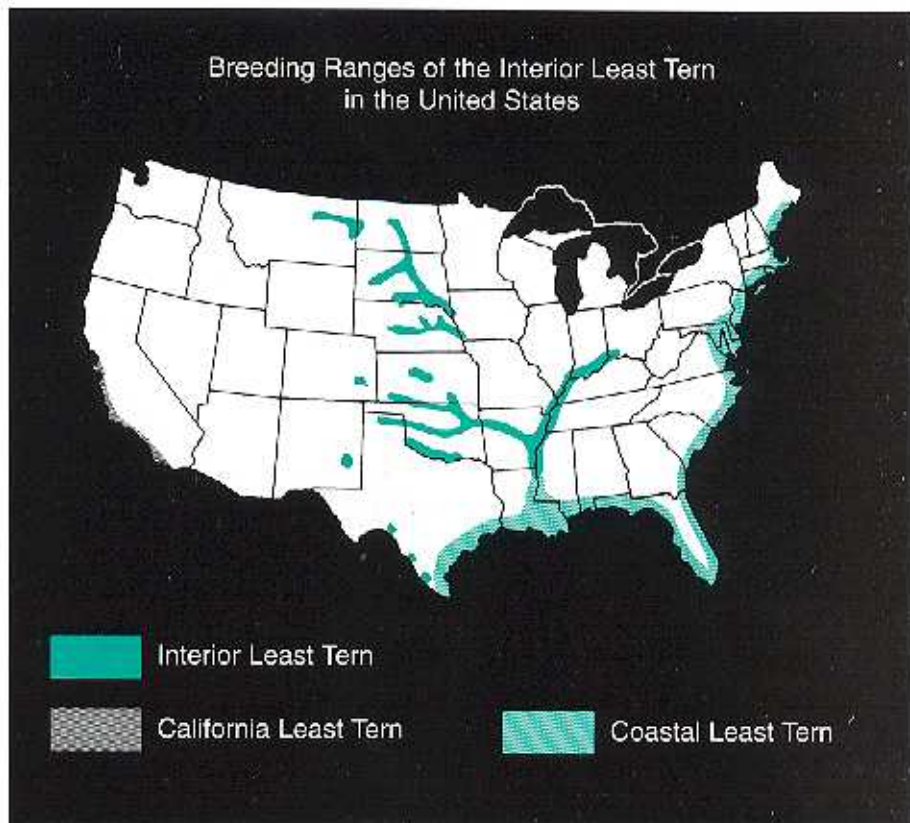 Breeding Ranges of the Interior Least Tern
in the United States
Interior Least Tern
California Least Tern
Coastal Least Tern